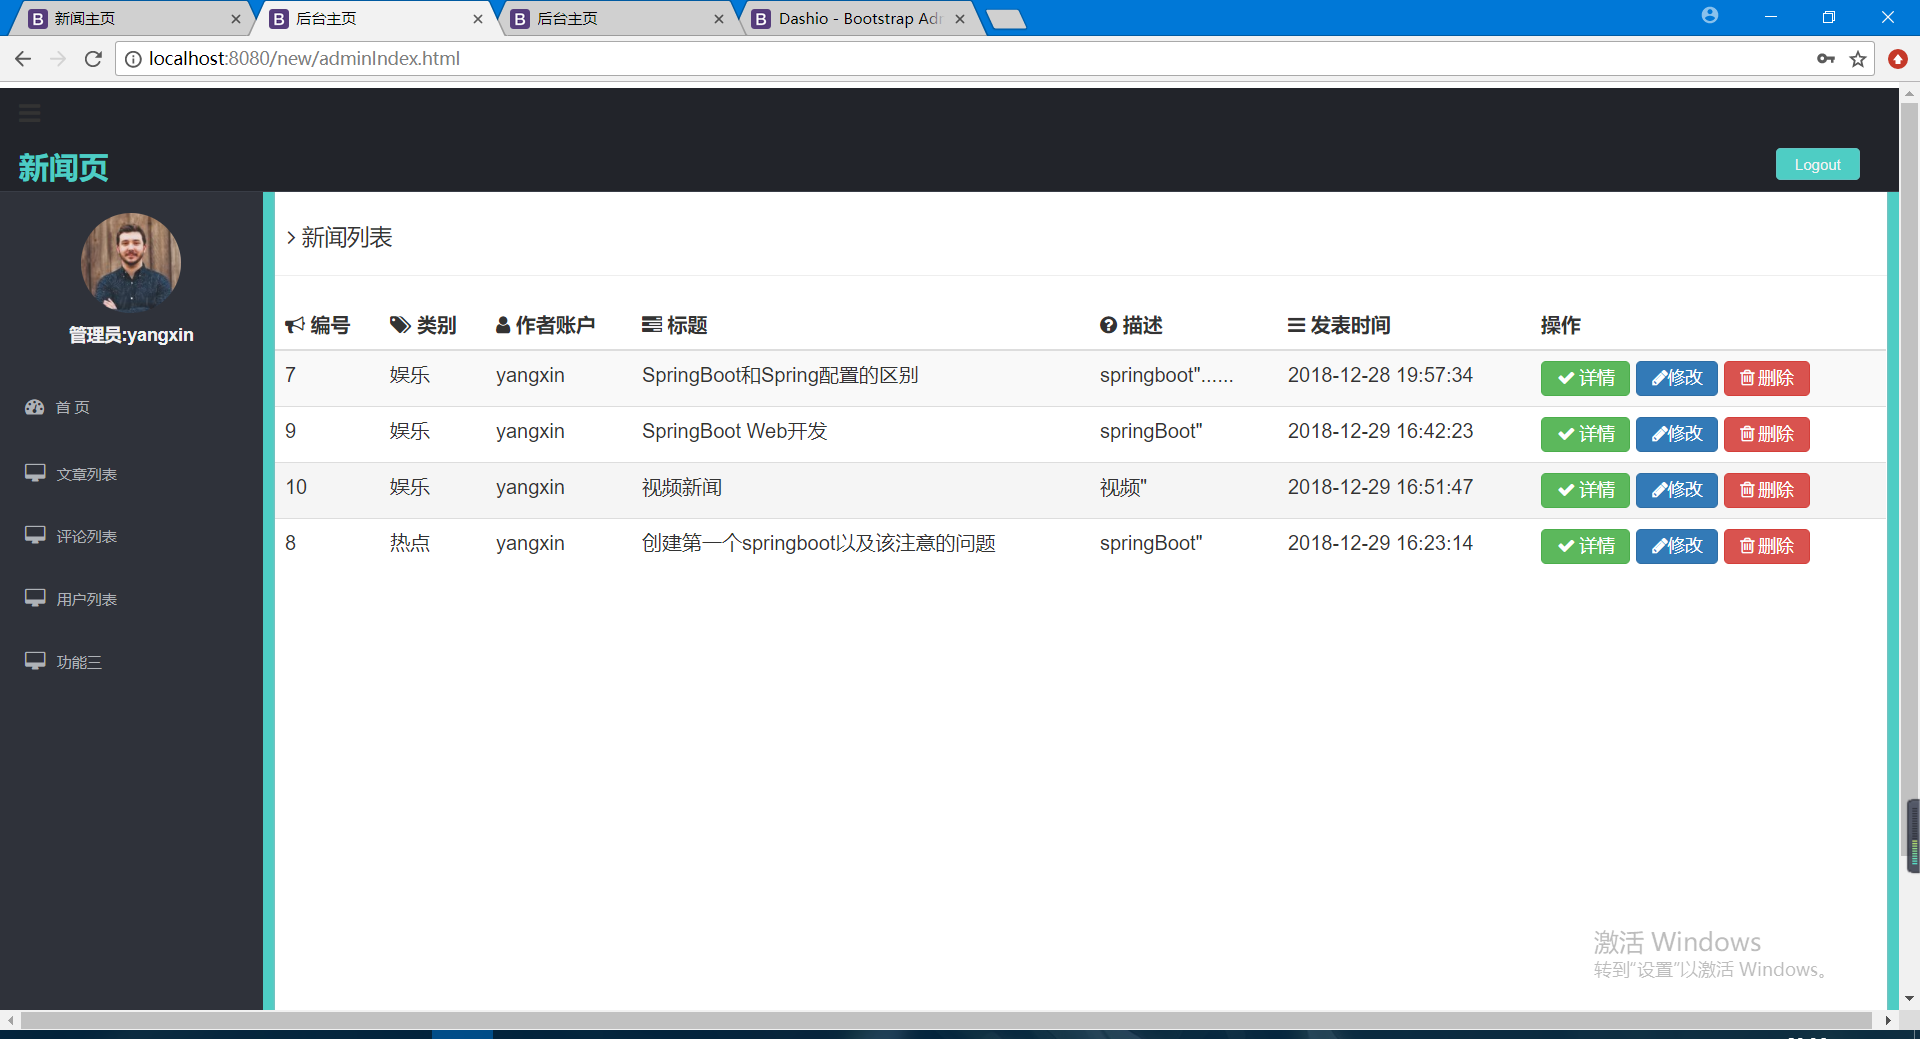 新闻主页
后台主页
后台主页
Dashio - Bootstrap Adm
localhost:8080/new/adminIndex.html
新闻页
Logout
管理员:yangxin
首 页
文章列表
评论列表
用户列表
功能三
新闻列表
编号 类别 作者账户 标题 描述 发表时间 操作
7 娱乐 yangxin SpringBoot和Spring配置的区别 springboot"...... 2018-12-28 19:57:34 详情 修改 删除
9 娱乐 yangxin SpringBoot Web开发 springBoot" 2018-12-29 16:42:23 详情 修改 删除
10 娱乐 yangxin 视频新闻 视频" 2018-12-29 16:51:47 详情 修改 删除
8 热点 yangxin 创建第一个springboot以及该注意的问题 springBoot" 2018-12-29 16:23:14 详情 修改 删除
激活 Windows
转到“设置”以激活 Windows。